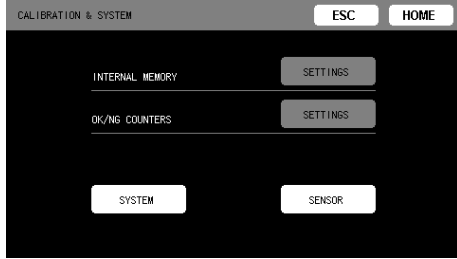 CALIBRATION & SYSTEM ESC HOME
INTERNAL MEMORY SETTINGS
OK/NG COUNTERS SETTINGS
SYSTEM SENSOR